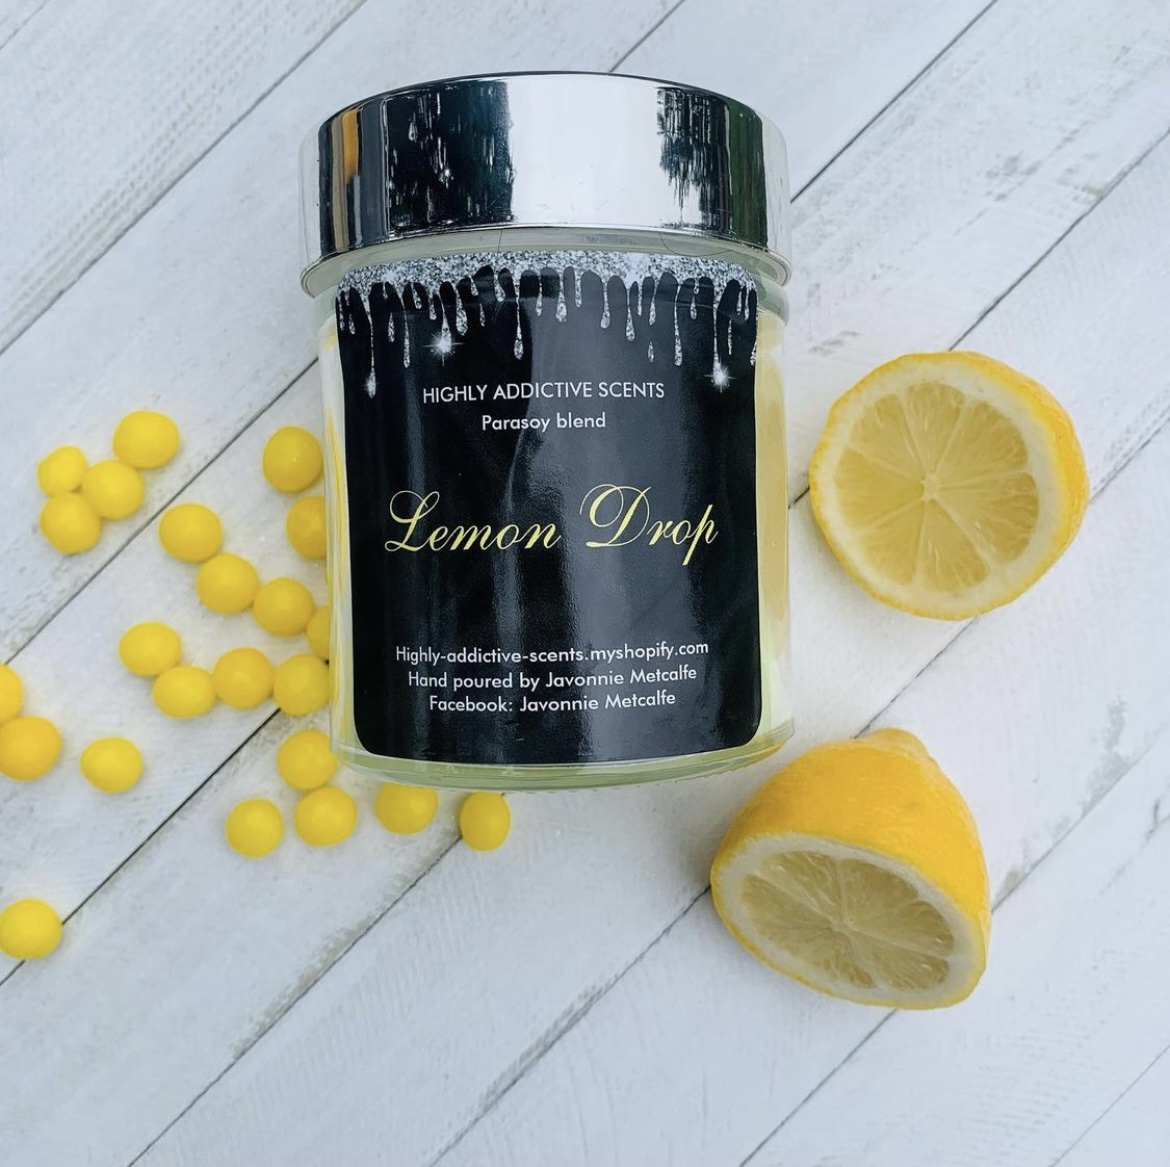 HIGHLY ADDICTIVE SCENTS
Parasoy blend
Lemon Drop
Highly-addictive-scents.myshopify.com
Hand poured by Javonnie Metcalfe
Facebook: Javonnie Metcalfe